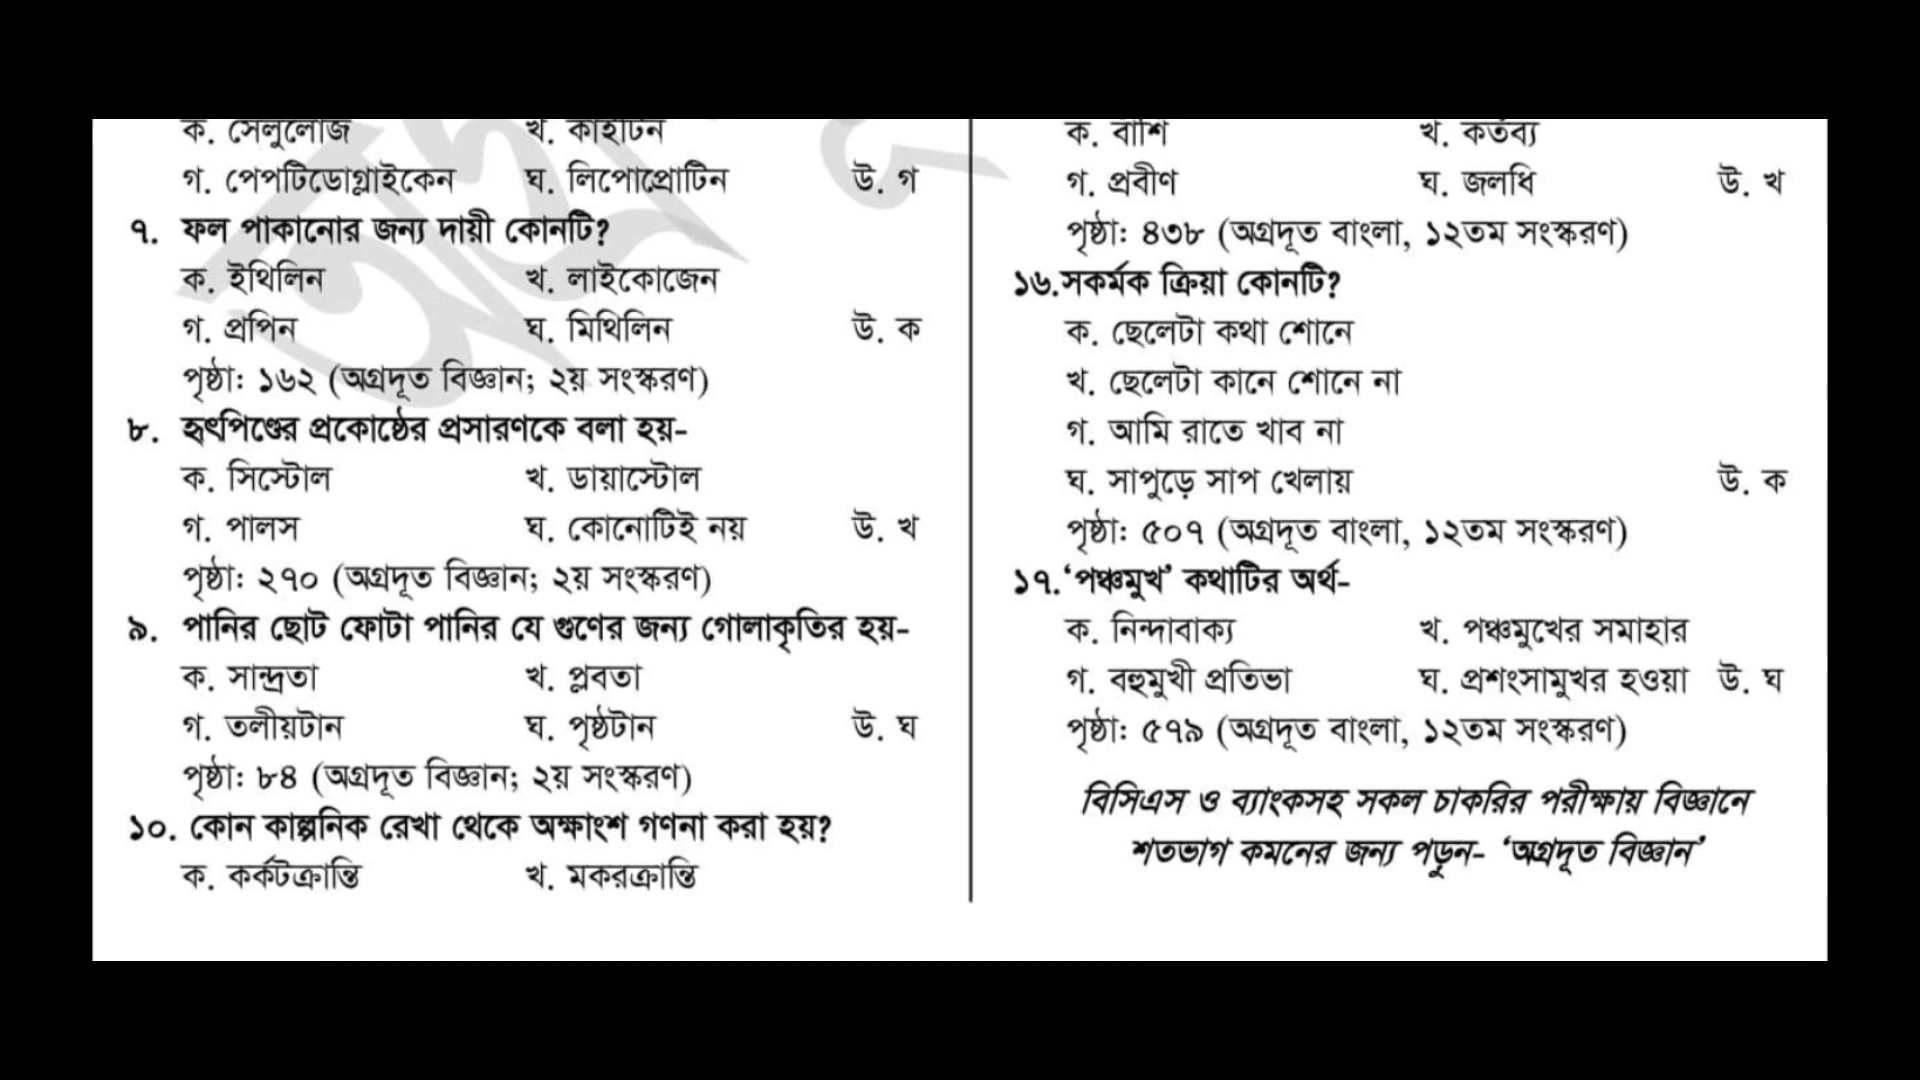 ক. সেলুলোজ খ. কাইটিন
গ. পেপটিডোগ্লাইকেন ঘ. লিপোপ্রোটিন উ. গ
৭. ফল পাকানোর জন্য দায়ী কোনটি?
ক. ইথিলিন খ. লাইকোজেন
গ. প্রপিন ঘ. মিথিলিন উ. ক
পৃষ্ঠা: ১৬২ (অগ্রদূত বিজ্ঞান; ২য় সংস্করণ)
৮. হৃৎপিণ্ডের প্রকোষ্ঠের প্রসারণকে বলা হয়-
ক. সিস্টোল খ. ডায়াস্টোল
গ. পালস ঘ. কোনোটিই নয় উ. খ
পৃষ্ঠা: ২৭০ (অগ্রদূত বিজ্ঞান; ২য় সংস্করণ)
৯. পানির ছোট ফোটা পানির যে গুণের জন্য গোলাকৃতির হয়-
ক. সান্দ্রতা খ. প্লবতা
গ. তলীয়টান ঘ. পৃষ্ঠটান উ. ঘ
পৃষ্ঠা: ৮৪ (অগ্রদূত বিজ্ঞান; ২য় সংস্করণ)
১০. কোন কাল্পনিক রেখা থেকে অক্ষাংশ গণনা করা হয়?
ক. কর্কটক্রান্তি খ. মকরক্রান্তি
ক. বাঁশি খ. কর্তব্য
গ. প্রবীণ ঘ. জলধি উ. খ
পৃষ্ঠা: ৪৩৮ (অগ্রদূত বাংলা, ১২তম সংস্করণ)
১৬.সকর্মক ক্রিয়া কোনটি?
ক. ছেলেটা কথা শোনে
খ. ছেলেটা কানে শোনে না
গ. আমি রাতে খাব না
ঘ. সাপুড়ে সাপ খেলায় উ. ক
পৃষ্ঠা: ৫০৭ (অগ্রদূত বাংলা, ১২তম সংস্করণ)
১৭.‘পঞ্চমুখ’ কথাটির অর্থ-
ক. নিন্দাবাক্য খ. পঞ্চমুখের সমাহার
গ. বহুমুখী প্রতিভা ঘ. প্রশংসামুখর হওয়া উ. ঘ
পৃষ্ঠা: ৫৭৯ (অগ্রদূত বাংলা, ১২তম সংস্করণ)
বিসিএস ও ব্যাংকসহ সকল চাকরির পরীক্ষায় বিজ্ঞানে
শতভাগ কমনের জন্য পড়ুন- ‘অগ্রদূত বিজ্ঞান’